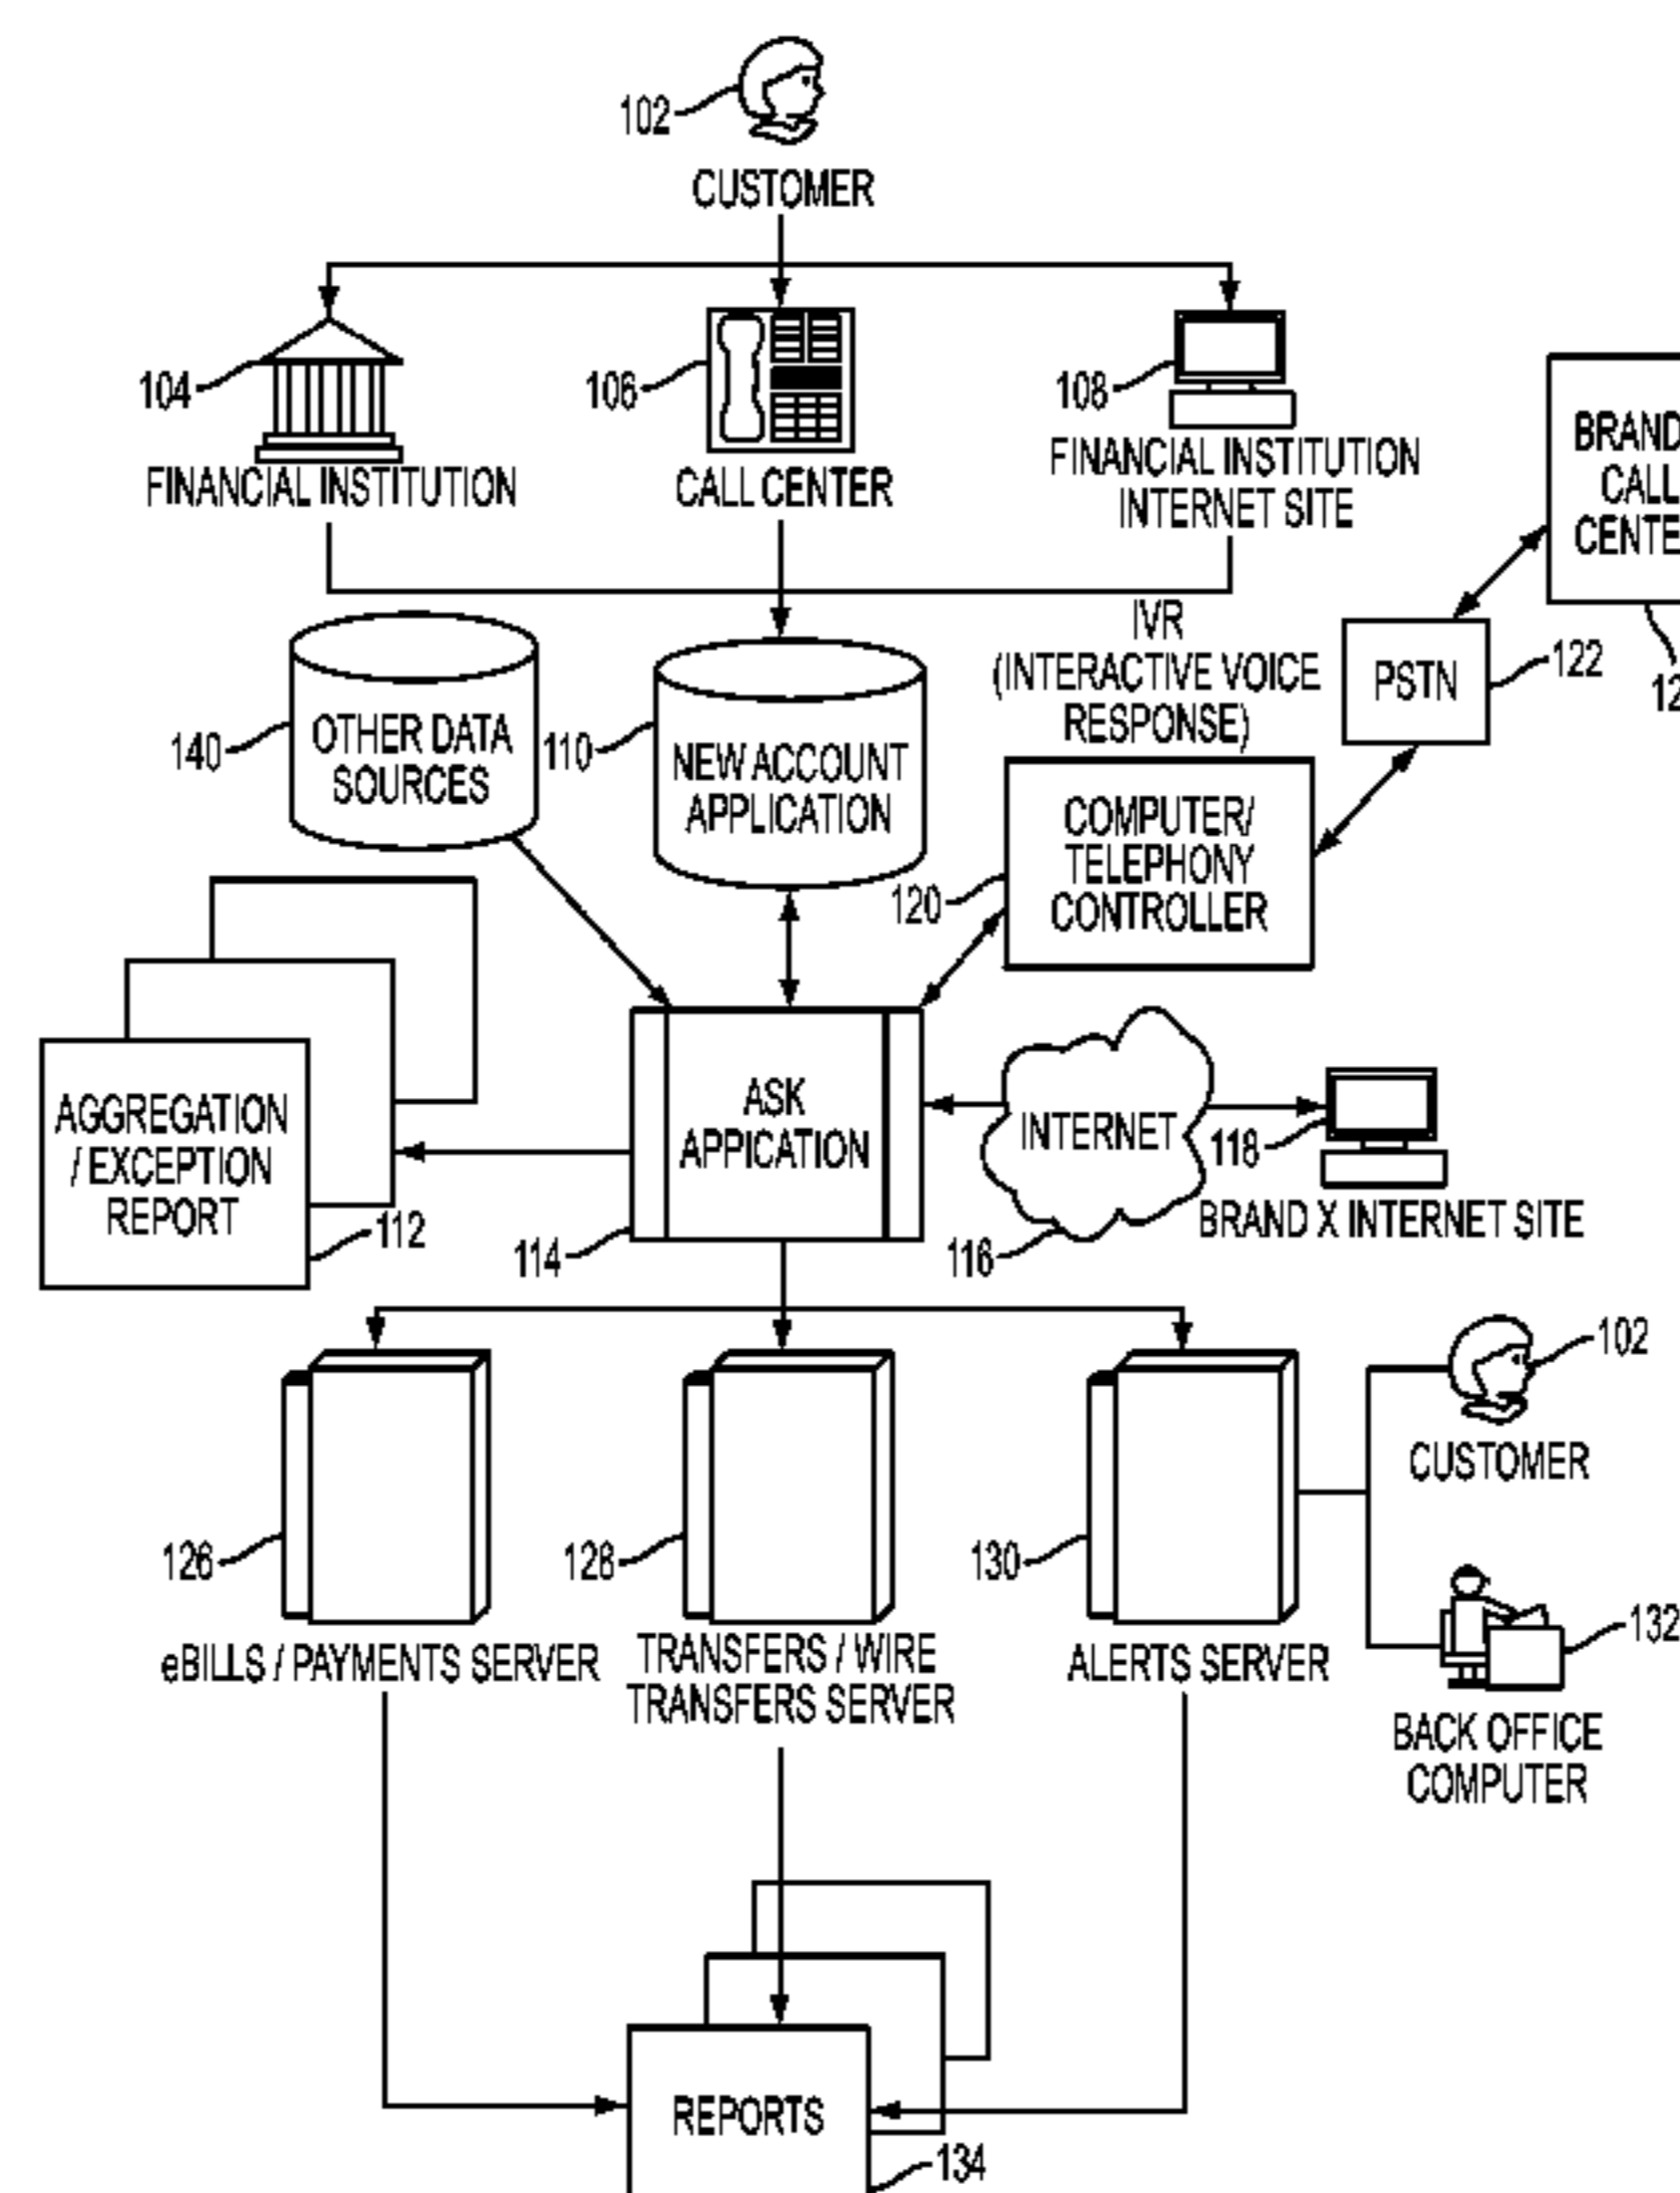 102
CUSTOMER
104
106
108
FINANCIAL INSTITUTION
CALL CENTER
FINANCIAL INSTITUTION
INTERNET SITE
BRAND
CALL
CENTE
IVR
(INTERACTIVE VOICE
RESPONSE)
PSTN
122
12
140
OTHER DATA
SOURCES
110
NEW ACCOUNT
APPLICATION
COMPUTER/
TELEPHONY
CONTROLLER
120
AGGREGATION
/ EXCEPTION
REPORT
112
ASK
APPICATION
114
INTERNET
116
118
BRAND X INTERNET SITE
102
CUSTOMER
126
128
130
132
eBILLS / PAYMENTS SERVER
TRANSFERS / WIRE
TRANSFERS SERVER
ALERTS SERVER
BACK OFFICE
COMPUTER
REPORTS
134